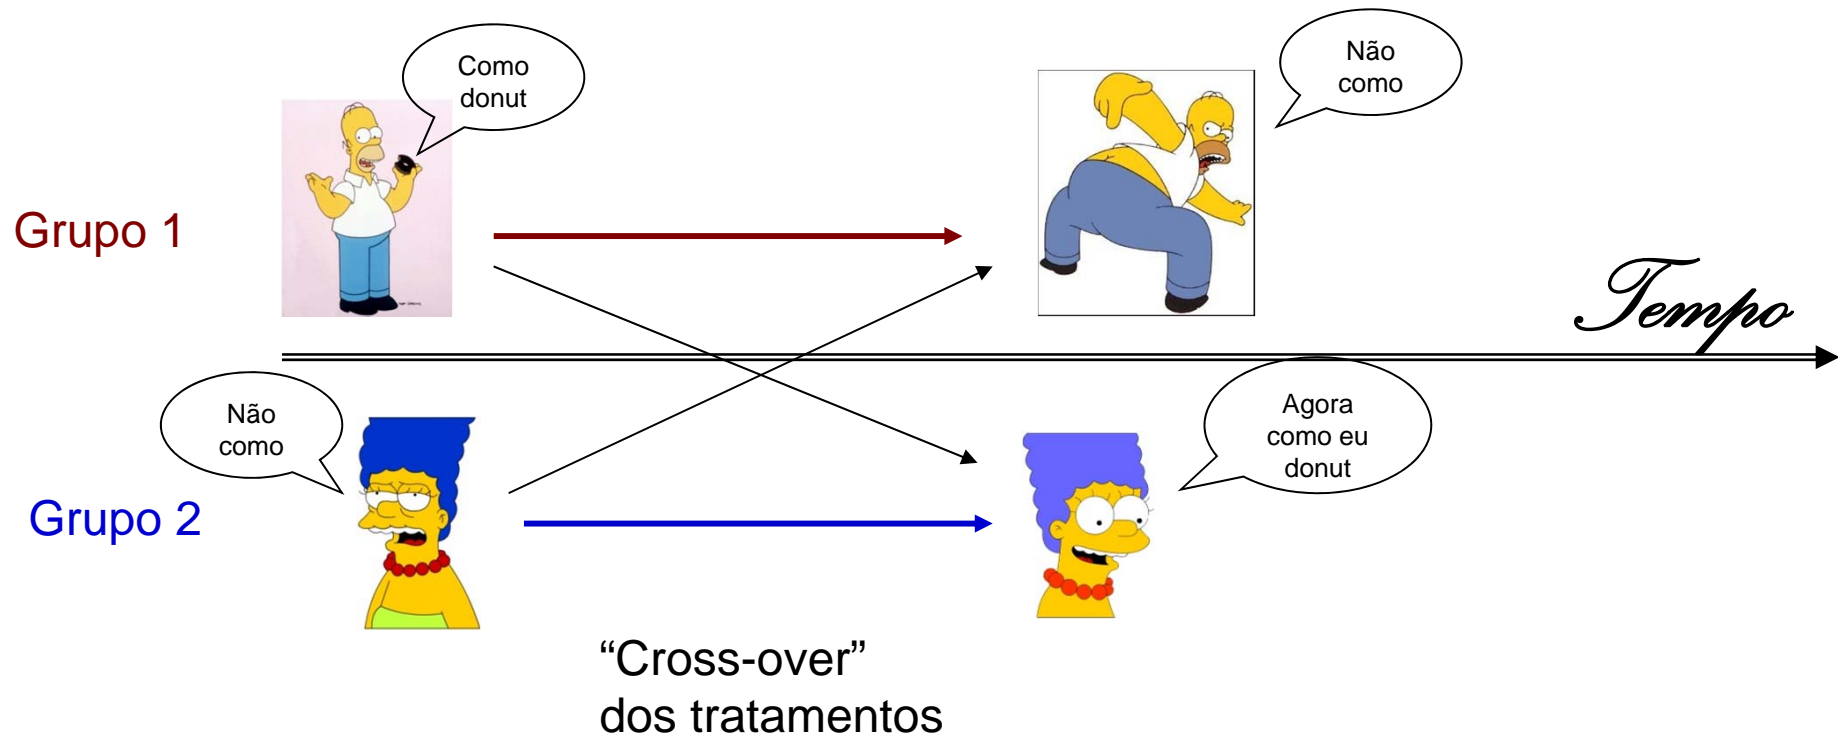 Como
donut
Não
como
Grupo 1
Tempo
Não
como
Agora
como eu
donut
Grupo 2
“Cross-over”
dos tratamentos